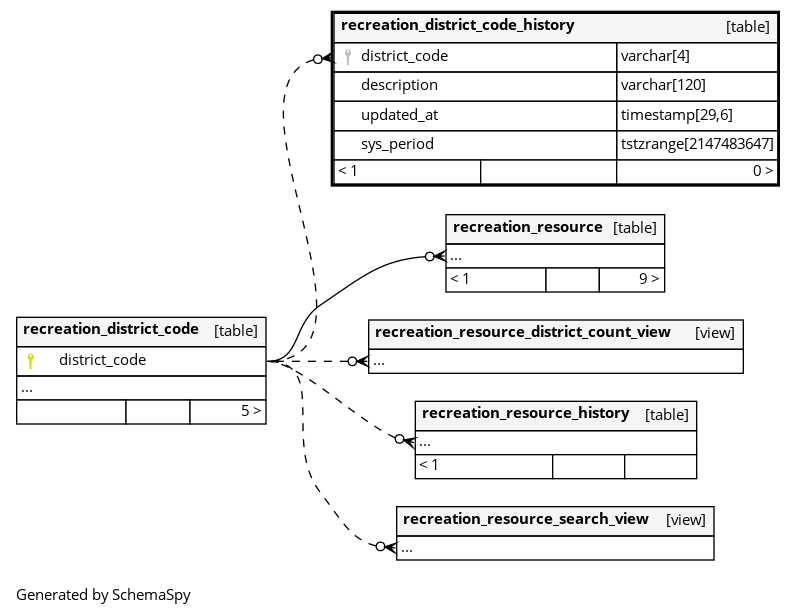 recreation_district_code_history [table]
district_code varchar[4]
description varchar[120]
updated_at timestamp[29,6]
sys_period tstzrange[2147483647]
< 1 0 >
recreation_resource [table]
...
< 1 9 >
recreation_district_code [table]
district_code
...
5 >
recreation_resource_district_count_view [view]
...
recreation_resource_history [table]
...
< 1
recreation_resource_search_view [view]
...
Generated by SchemaSpy